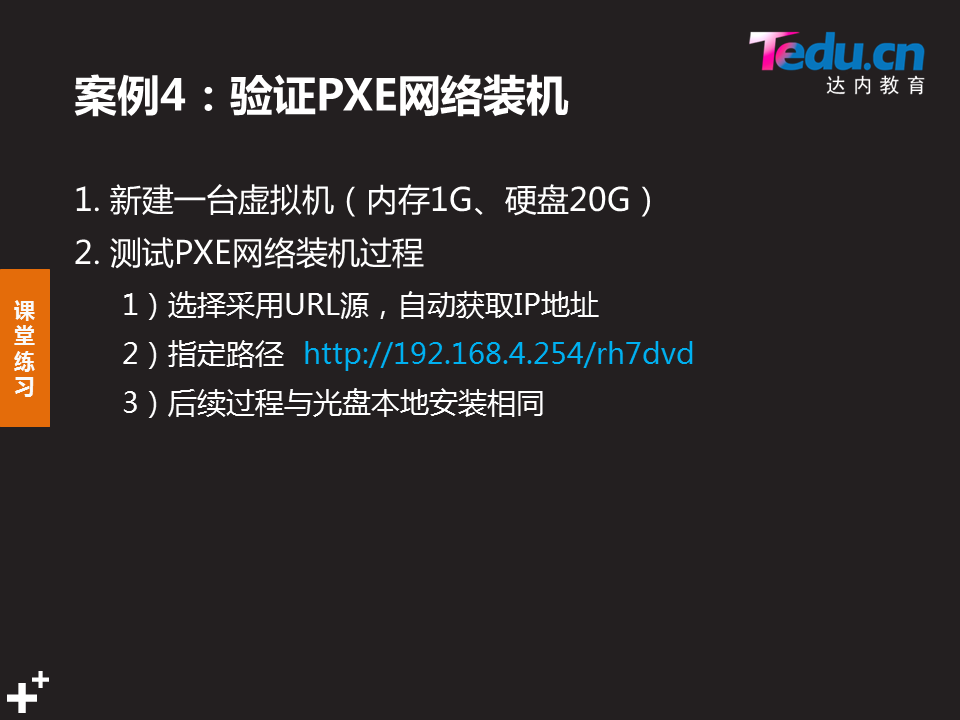 Tedu.cn
达内教育
案例4：验证PXE网络装机
1. 新建一台虚拟机（内存1G、硬盘20G）
2. 测试PXE网络装机过程
1）选择采用URL源，自动获取IP地址
2）指定路径 http://192.168.4.254/rh7dvd
3）后续过程与光盘本地安装相同
课堂练习